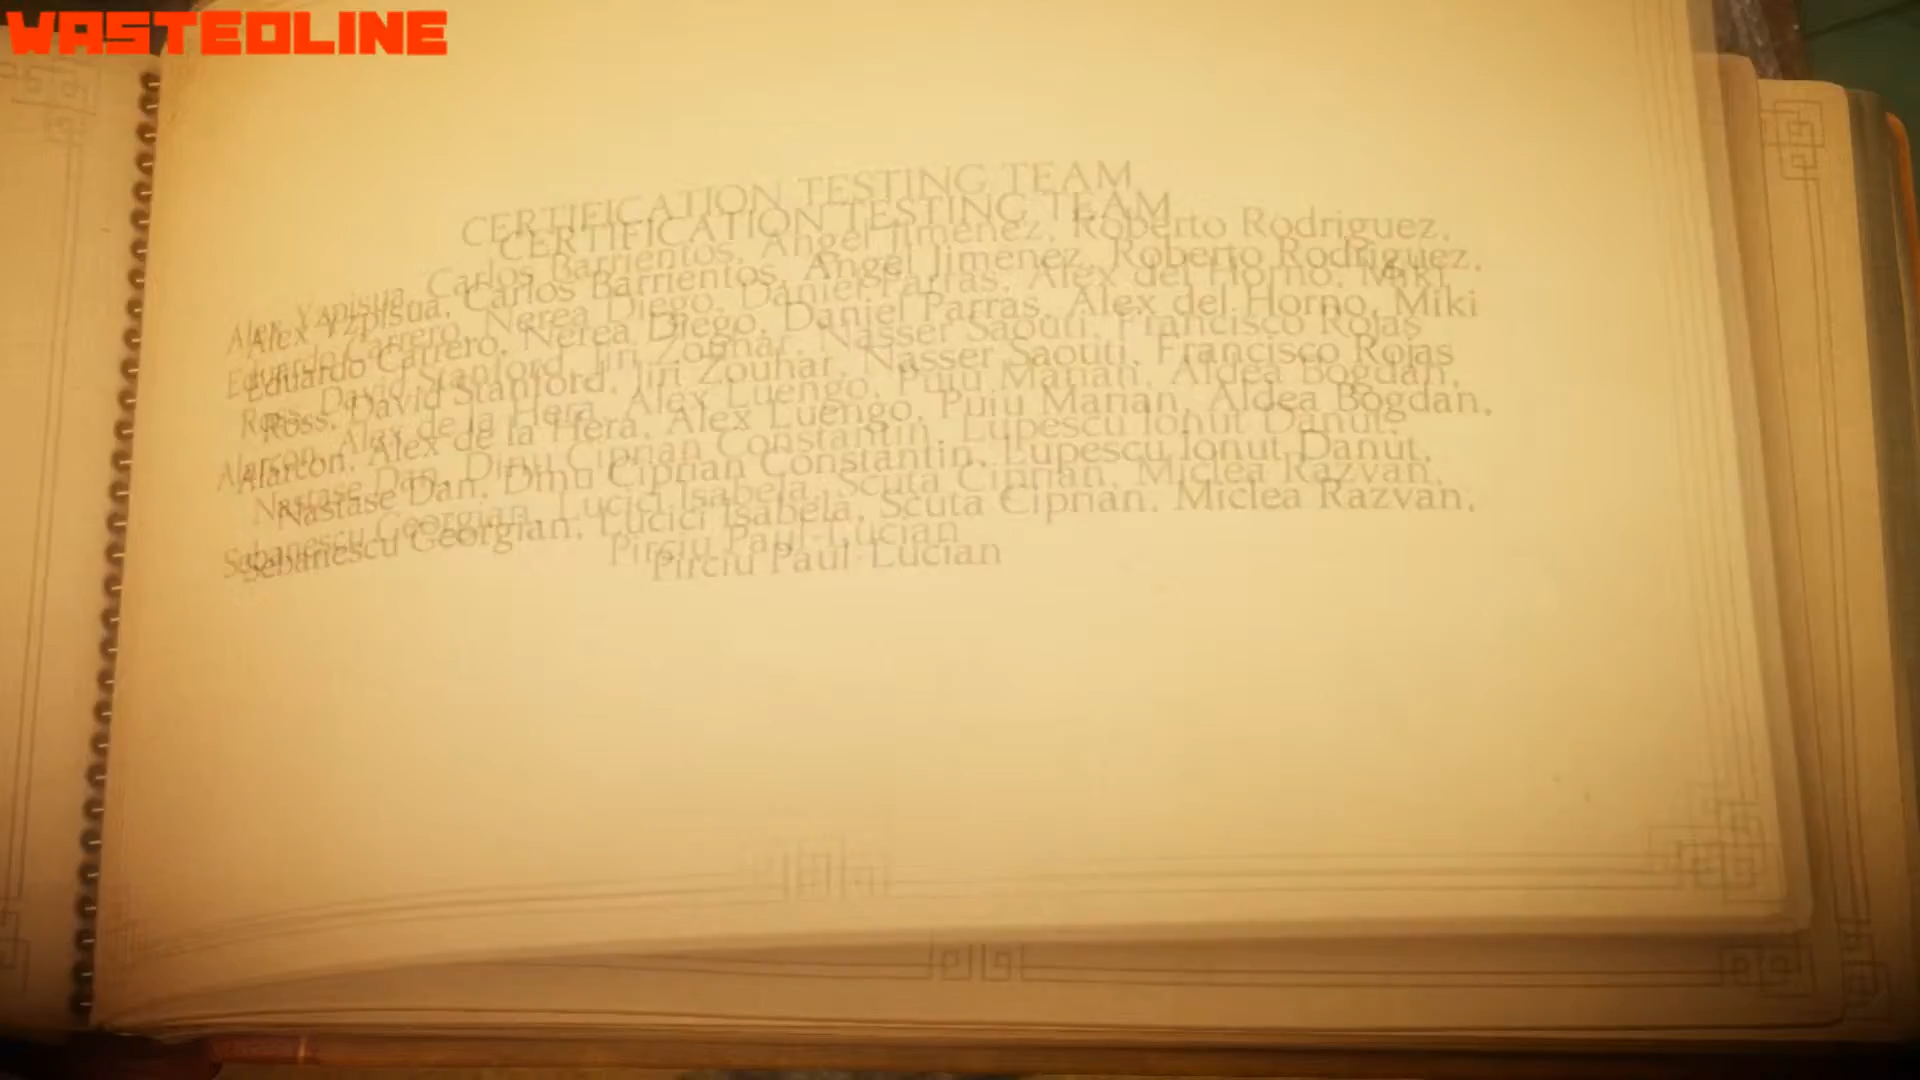 WASTEDLINE
CERTIFICATION TESTING TEAM
Alex Yzpisua, Carlos Barrientos, Angel Jimenez, Roberto Rodriguez,
Eduardo Carrero, Nerea Diego, Daniel Parras, Alex del Horno, Miki
Ross, David Stanford, Jiri Zouhar, Nasser Saouti, Francisco Rojas
Alarcon, Alex de la Hera, Alex Luengo, Puiu Marian, Aldea Bogdan,
Nastase Dan, Dinu Ciprian Constantin, Lupescu Ionut Danut,
Sebanescu Georgian, Lucici Isabela, Scuta Ciprian, Miclea Razvan,
Pirciu Paul-Lucian